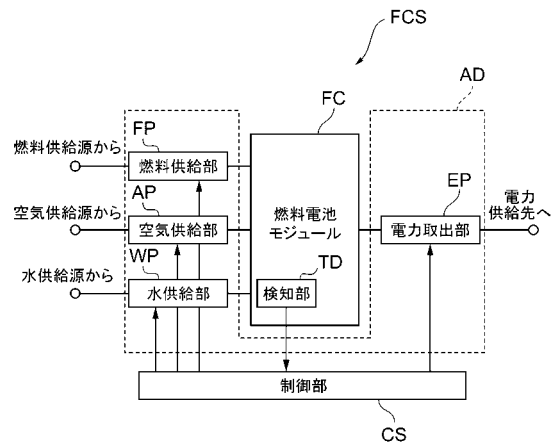 FCS
AD
FC
FP
燃料供給源から
燃料供給部
AP
空気供給源から
空気供給部
WP
水供給源から
水供給部
燃料電池
モジュール
TD
検知部
EP
電力取出部
電力
供給先へ
制御部
CS